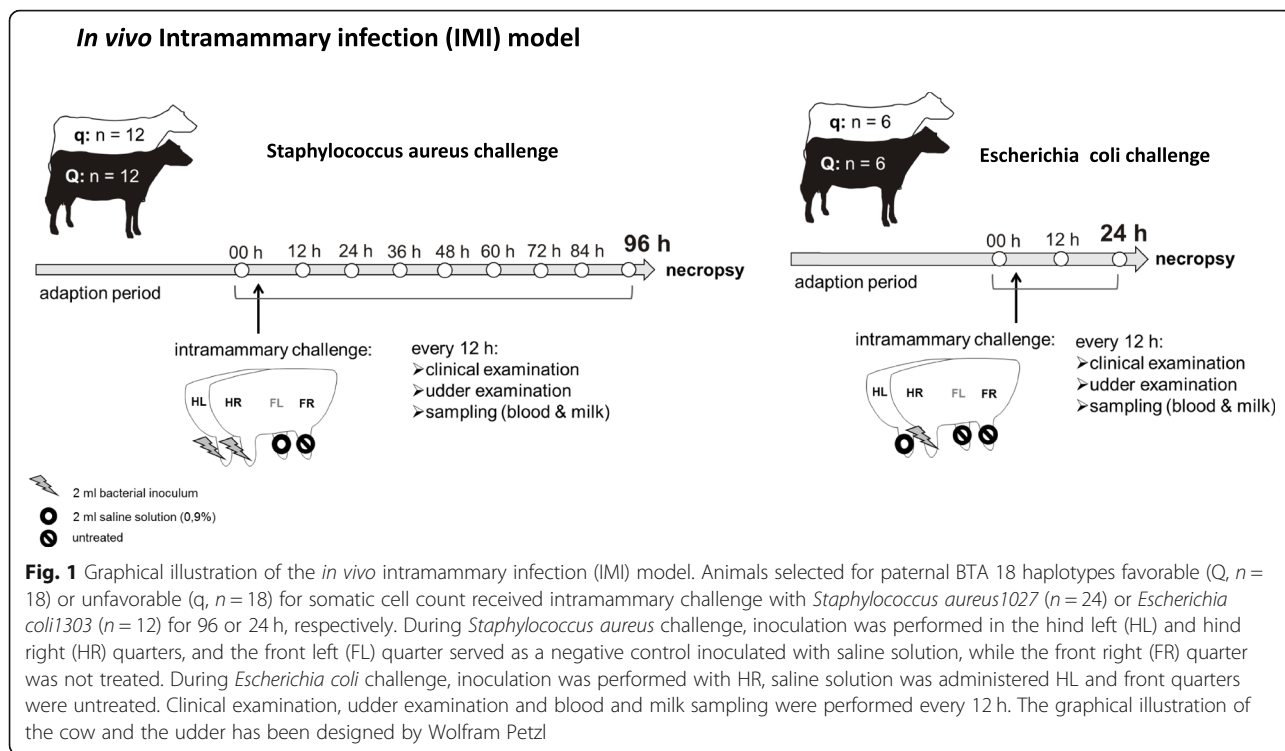 In vivo Intramammary infection (IMI) model
q: n = 12
Q: n = 12
Staphylococcus aureus challenge
00 h 12 h 24 h 36 h 48 h 60 h 72 h 84 h 96 h
necropsy
adaption period
intramammary challenge:
HL HR FL FR
every 12 h:
➢clinical examination
➢udder examination
➢sampling (blood & milk)
2 ml bacterial inoculum
2 ml saline solution (0,9%)
untreated
q: n = 6
Q: n = 6
Escherichia coli challenge
00 h 12 h 24 h
necropsy
adaption period
intramammary challenge:
HL HR FL FR
every 12 h:
➢clinical examination
➢udder examination
➢sampling (blood & milk)
Fig. 1 Graphical illustration of the in vivo intramammary infection (IMI) model. Animals selected for paternal BTA 18 haplotypes favorable (Q, n =
18) or unfavorable (q, n = 18) for somatic cell count received intramammary challenge with Staphylococcus aureus1027 (n = 24) or Escherichia
coli1303 (n = 12) for 96 or 24 h, respectively. During Staphylococcus aureus challenge, inoculation was performed in the hind left (HL) and hind
right (HR) quarters, and the front left (FL) quarter served as a negative control inoculated with saline solution, while the front right (FR) quarter
was not treated. During Escherichia coli challenge, inoculation was performed with HR, saline solution was administered HL and front quarters
were untreated. Clinical examination, udder examination and blood and milk sampling were performed every 12 h. The graphical illustration of
the cow and the udder has been designed by Wolfram Petzl